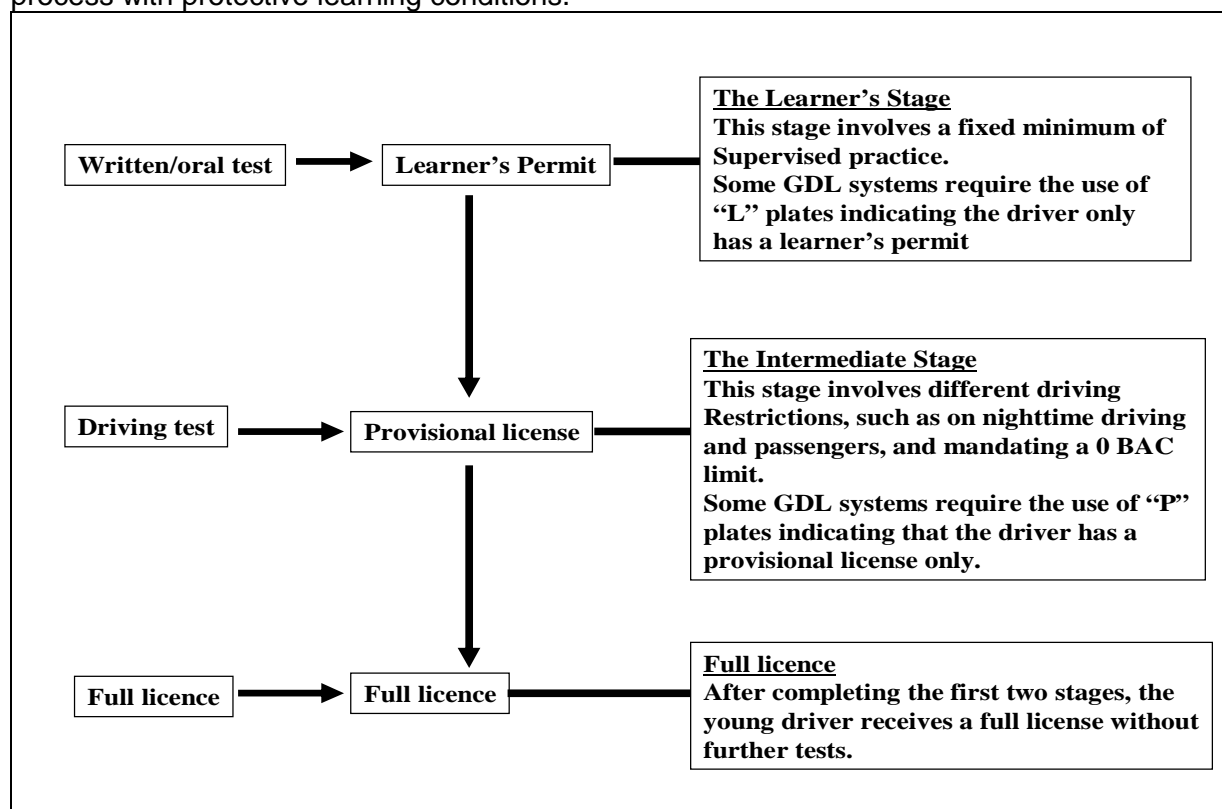 process with protective learning conditions.
The Learner’s Stage
This stage involves a fixed minimum of
Supervised practice.
Some GDL systems require the use of
“L” plates indicating the driver only
has a learner’s permit
Written/oral test
Learner’s Permit
The Intermediate Stage
This stage involves different driving
Restrictions, such as on nighttime driving
and passengers, and mandating a 0 BAC
limit.
Some GDL systems require the use of “P”
plates indicating that the driver has a
provisional license only.
Driving test
Provisional license
Full licence
After completing the first two stages, the
young driver receives a full license without
further tests.
Full licence
Full licence